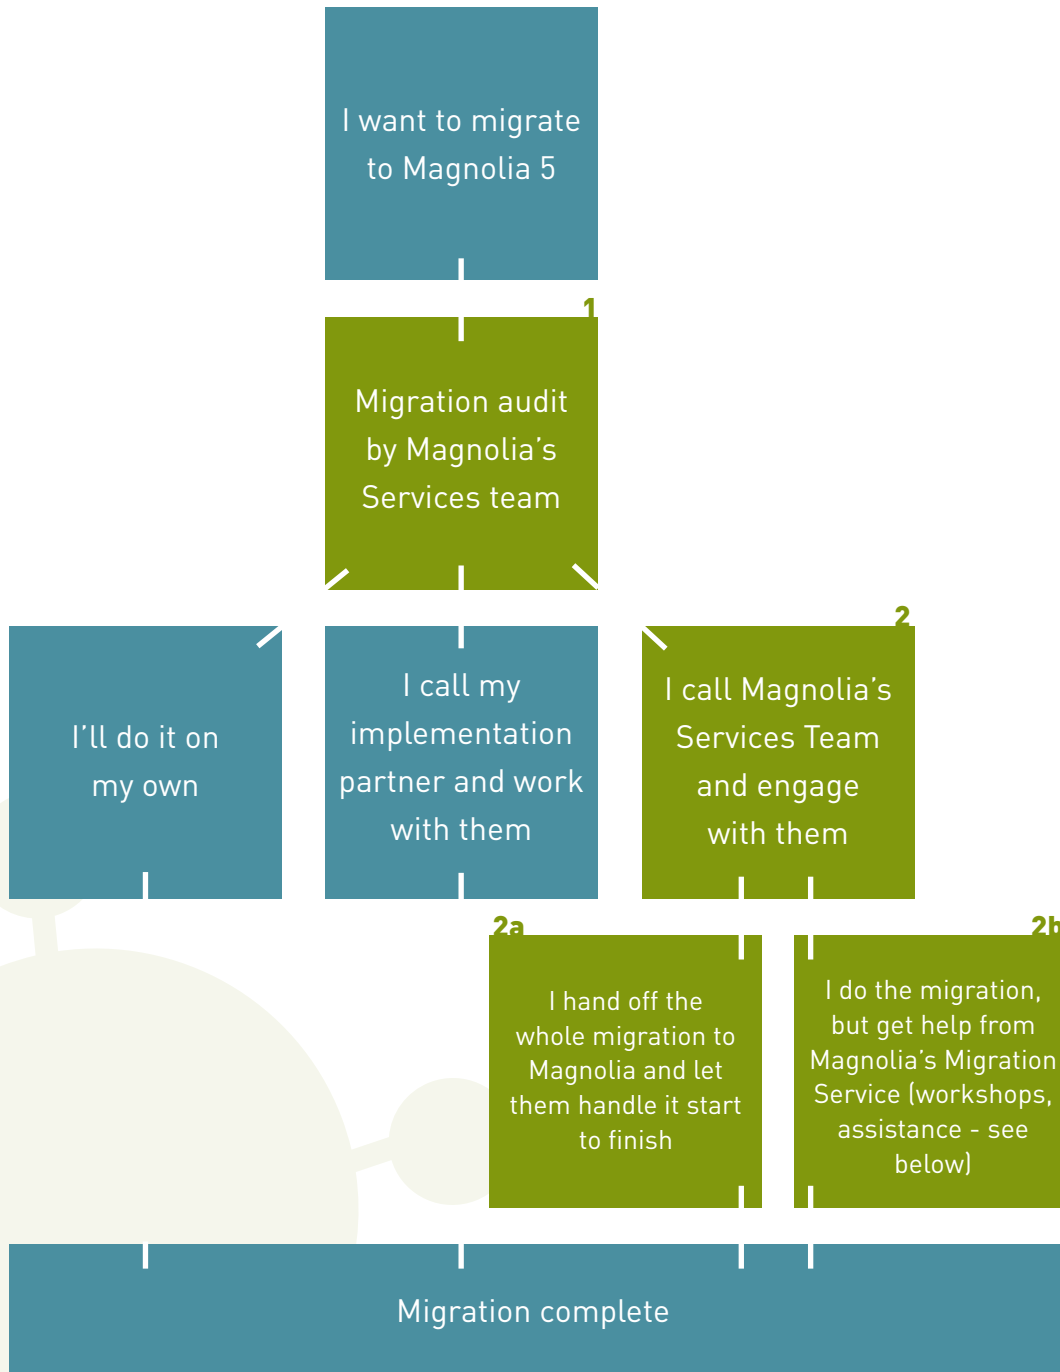 I want to migrate
to Magnolia 5
1
Migration audit
by Magnolia’s
Services team
I’ll do it on
my own
I call my
implementation
partner and work
with them
2
I call Magnolia’s
Services Team
and engage
with them
2a
I hand off the
whole migration to
Magnolia and let
them handle it start
to finish
2b
I do the migration,
but get help from
Magnolia’s Migration
Service (workshops,
assistance - see
below)
Migration complete